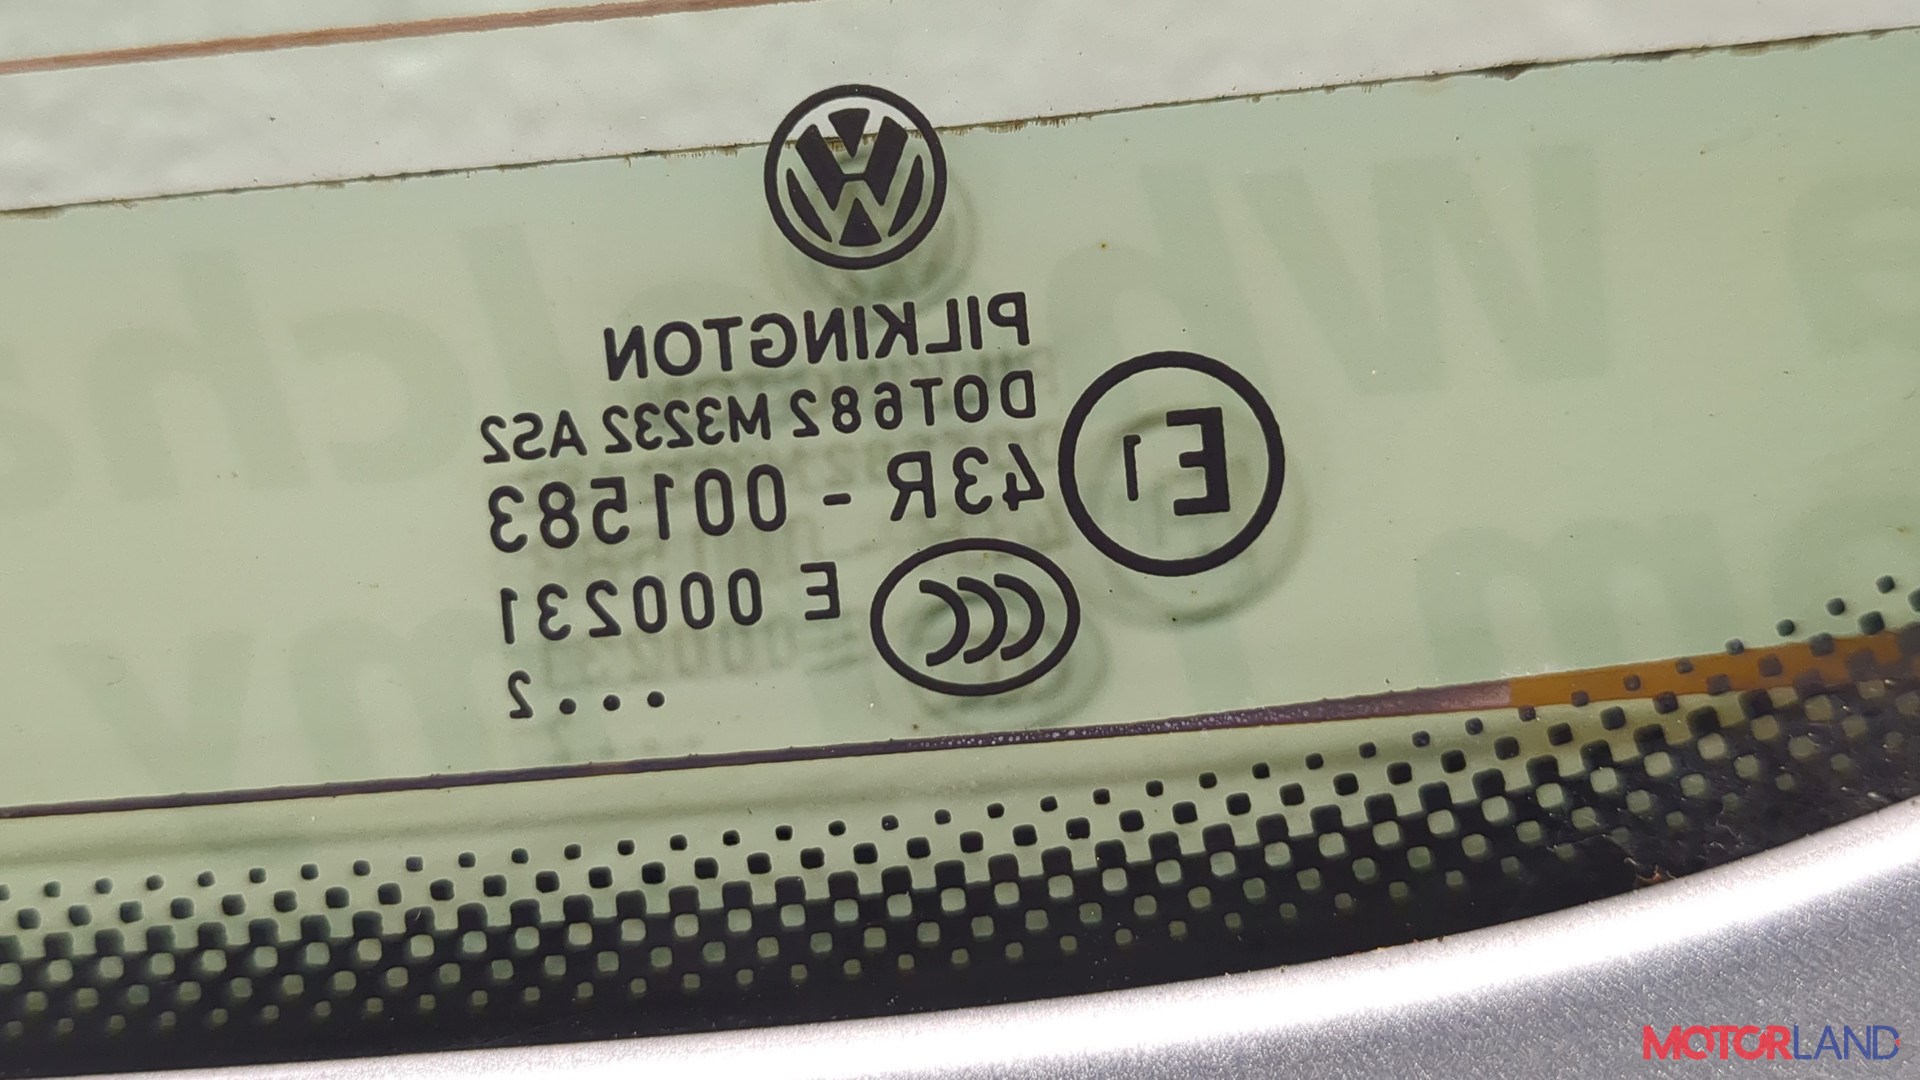 VW
PILKINGTON
DOT682 M3232 AS2
E1 43R - 001583
CCC E 000231
•••2
MOTORLAND